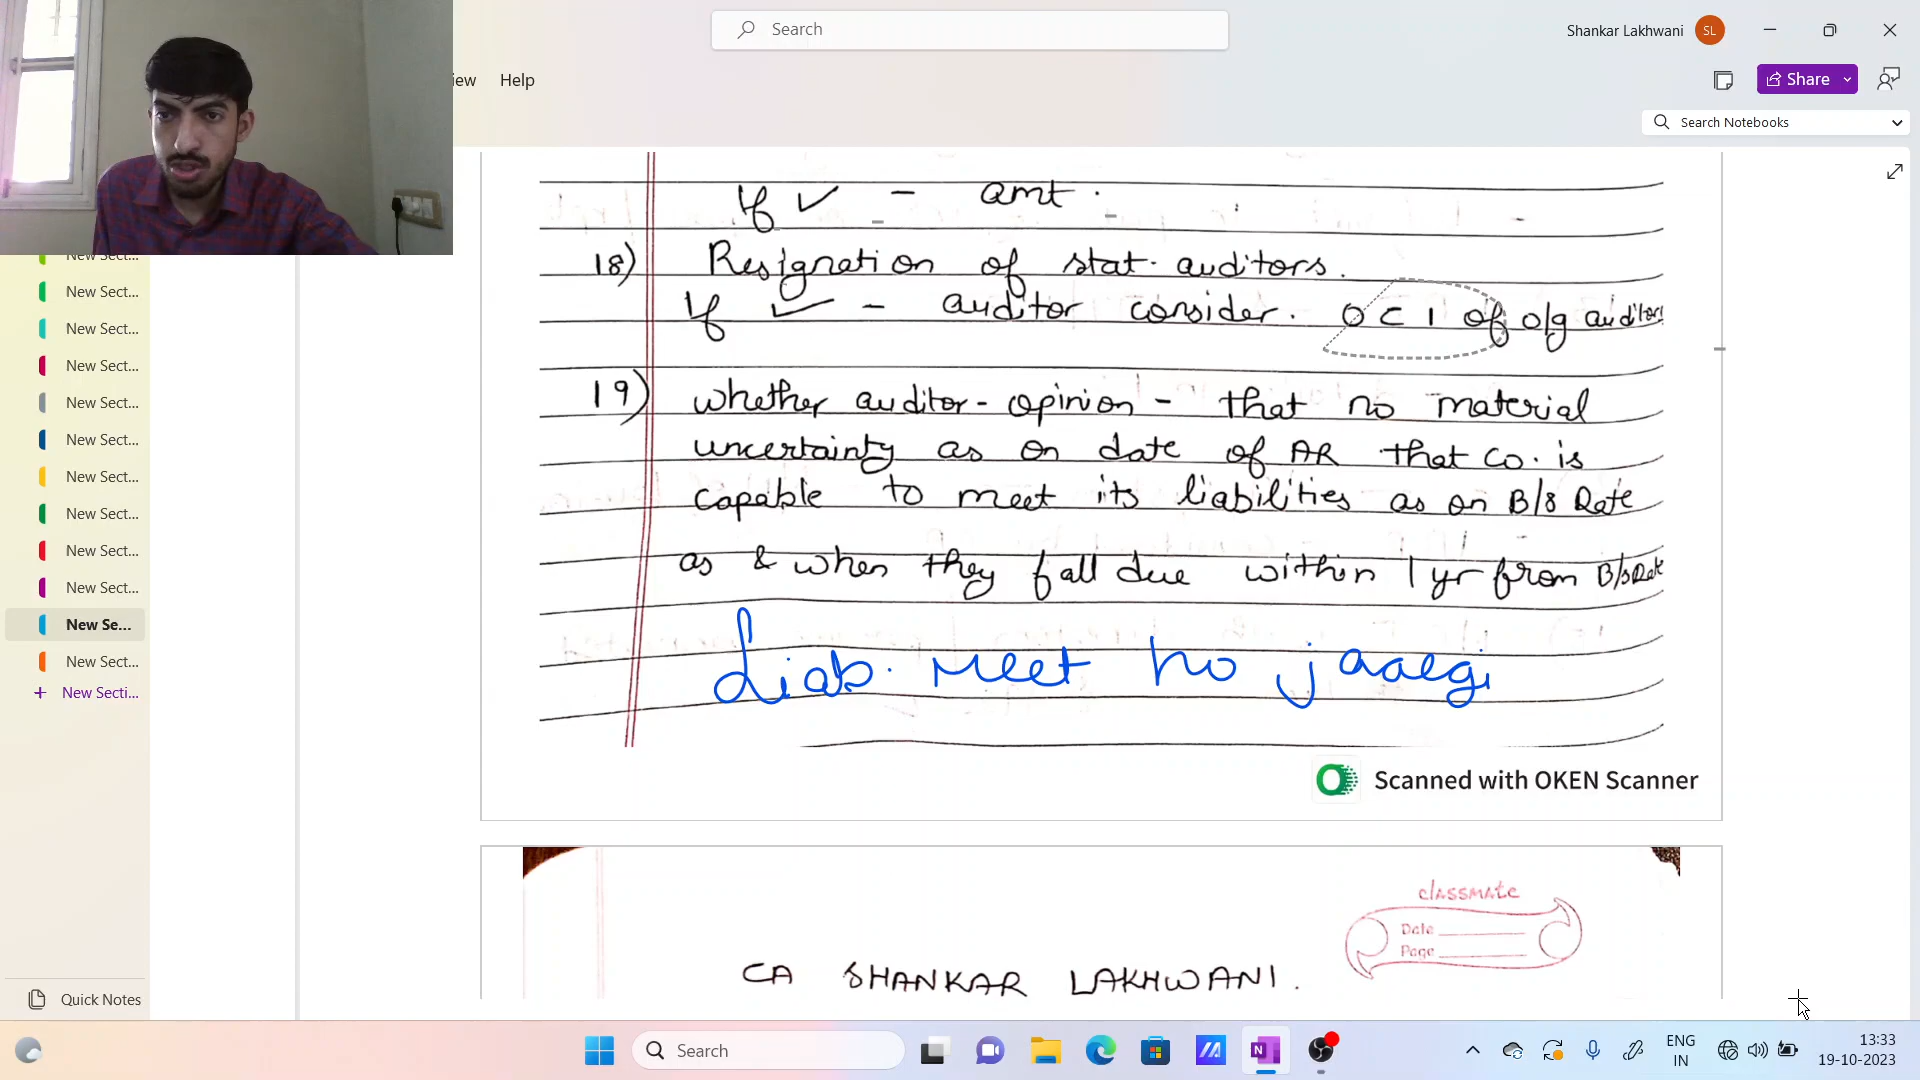 Search
Shankar Lakhwani SL
iew Help
Share
Search Notebooks
If ✓ - amt.
18) Resignation of stat. auditors.
If ✓ - auditor consider. O C I of o/g auditors
19) whether auditor - opinion - that no material
uncertainty as on date of AR that co. is
capable to meet its liabilities as on B/S Date
as & when they fall due within 1 yr from B/S Date
Liab. Meet ho jaaegi
Scanned with OKEN Scanner
classmate
Date
Page
CA SHANKAR LAKHWANI.
New Sect...
New Sect...
New Sect...
New Sect...
New Sect...
New Sect...
New Sect...
New Sect...
New Sect...
New Sect...
New Se...
New Sect...
+ New Secti...
Quick Notes
Search
ENG
IN
13:33
19-10-2023